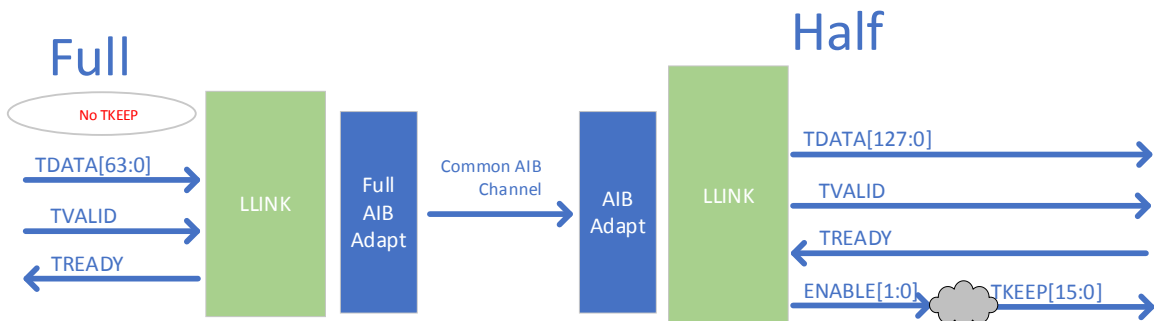 Full
Half
No TKEEP
TDATA[63:0]
TVALID
TREADY
LLINK
Full
AIB
Adapt
Common AIB
Channel
AIB
Adapt
LLINK
TDATA[127:0]
TVALID
TREADY
ENABLE[1:0]
TKEEP[15:0]